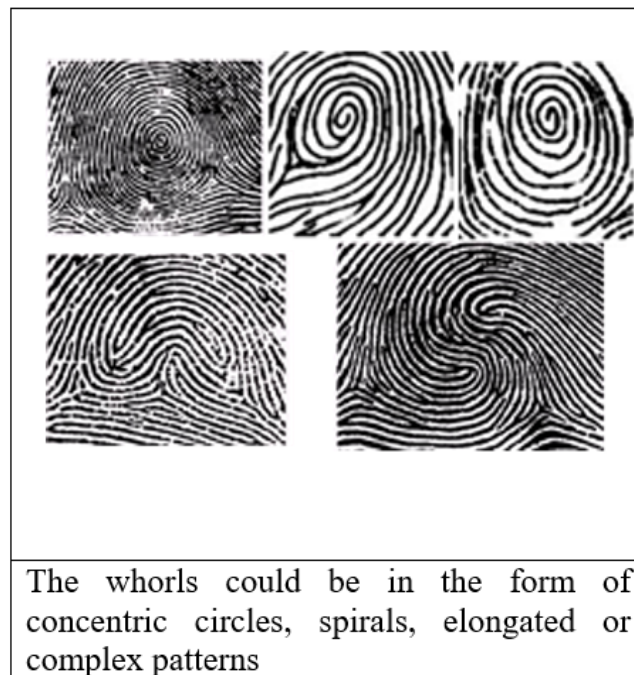 The whorls could be in the form of
concentric circles, spirals, elongated or
complex patterns